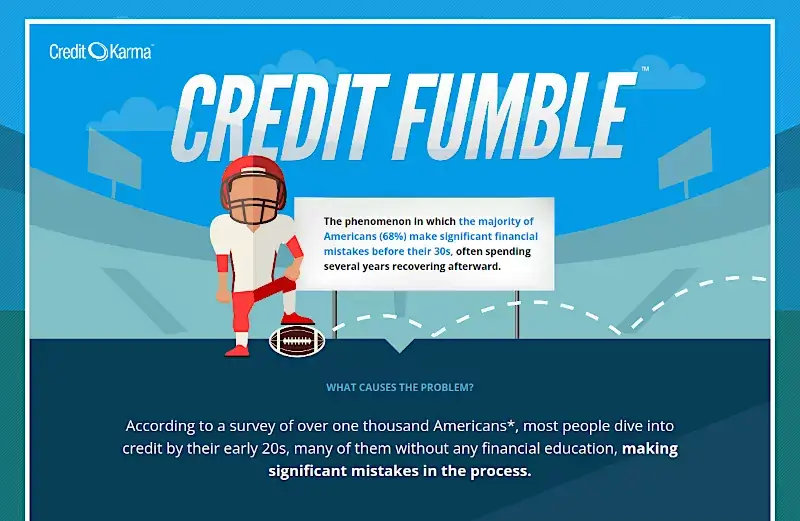 Credit Karma™
CREDIT FUMBLE™
The phenomenon in which the majority of
Americans (68%) make significant financial
mistakes before their 30s, often spending
several years recovering afterward.
WHAT CAUSES THE PROBLEM?
According to a survey of over one thousand Americans*, most people dive into
credit by their early 20s, many of them without any financial education, making
significant mistakes in the process.